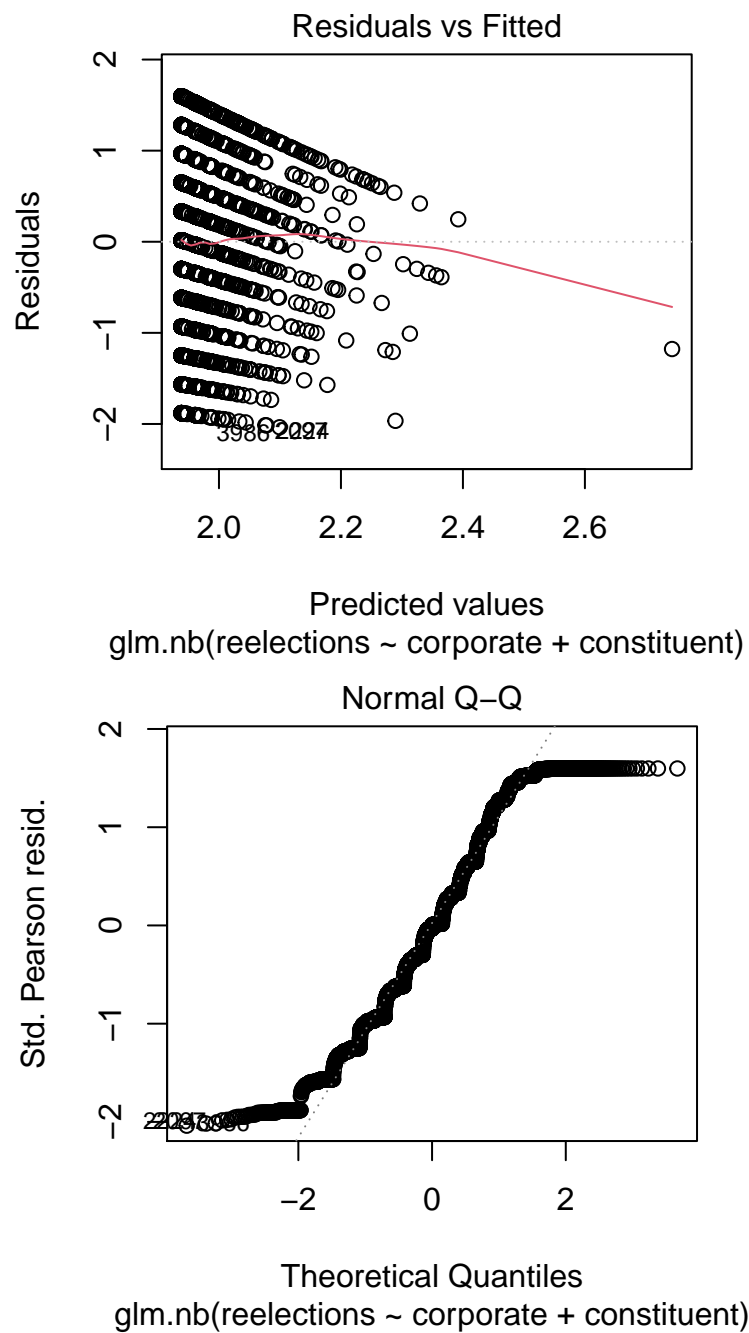 Residuals vs Fitted
Residuals
2
1
0
−1
−2
3986
2094
2.0
2.2
2.4
2.6
Predicted values
glm.nb(reelections ~ corporate + constituent)
Normal Q−Q
Std. Pearson resid.
2
1
0
−1
−2
−2
0
2
Theoretical Quantiles
glm.nb(reelections ~ corporate + constituent)